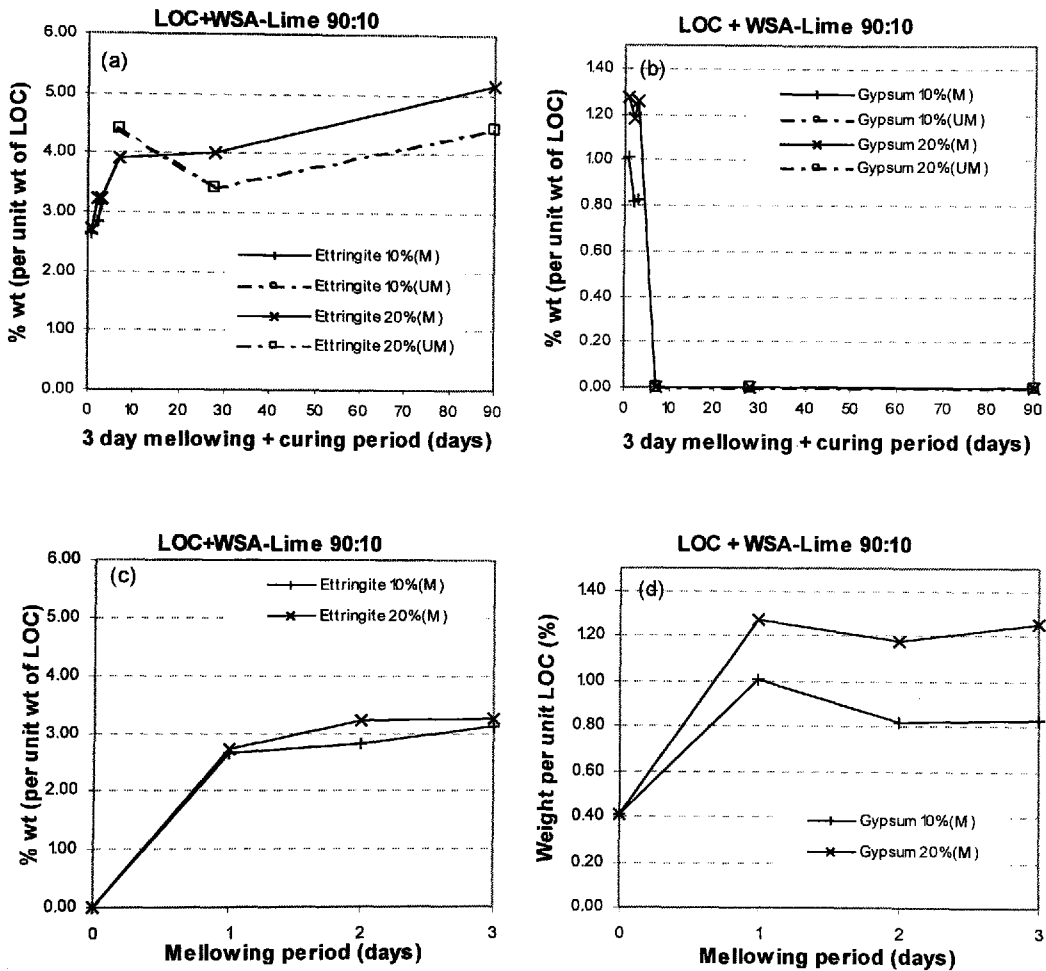 LOC+WSA-Lime 90:10
(a)
6.00
5.00
4.00
3.00
2.00
1.00
0.00
% wt (per unit wt of LOC)
Ettringite 10%(M)
Ettringite 10%(UM)
Ettringite 20%(M)
Ettringite 20%(UM)
0 10 20 30 40 50 60 70 80 90
3 day mellowing + curing period (days)
LOC + WSA-Lime 90:10
(b)
1.40
1.20
1.00
0.80
0.60
0.40
0.20
0.00
% wt (per unit wt of LOC)
Gypsum 10%(M)
Gypsum 10%(UM)
Gypsum 20%(M)
Gypsum 20%(UM)
0 10 20 30 40 50 60 70 80 90
3 day mellowing + curing period (days)
LOC+WSA-Lime 90:10
(c)
6.00
5.00
4.00
3.00
2.00
1.00
0.00
% wt (per unit wt of LOC)
Ettringite 10%(M)
Ettringite 20%(M)
0 1 2 3
Mellowing period (days)
LOC + WSA-Lime 90:10
(d)
1.40
1.20
1.00
0.80
0.60
0.40
0.20
0.00
Weight per unit LOC (%)
Gypsum 10%(M)
Gypsum 20%(M)
0 1 2 3
Mellowing period (days)